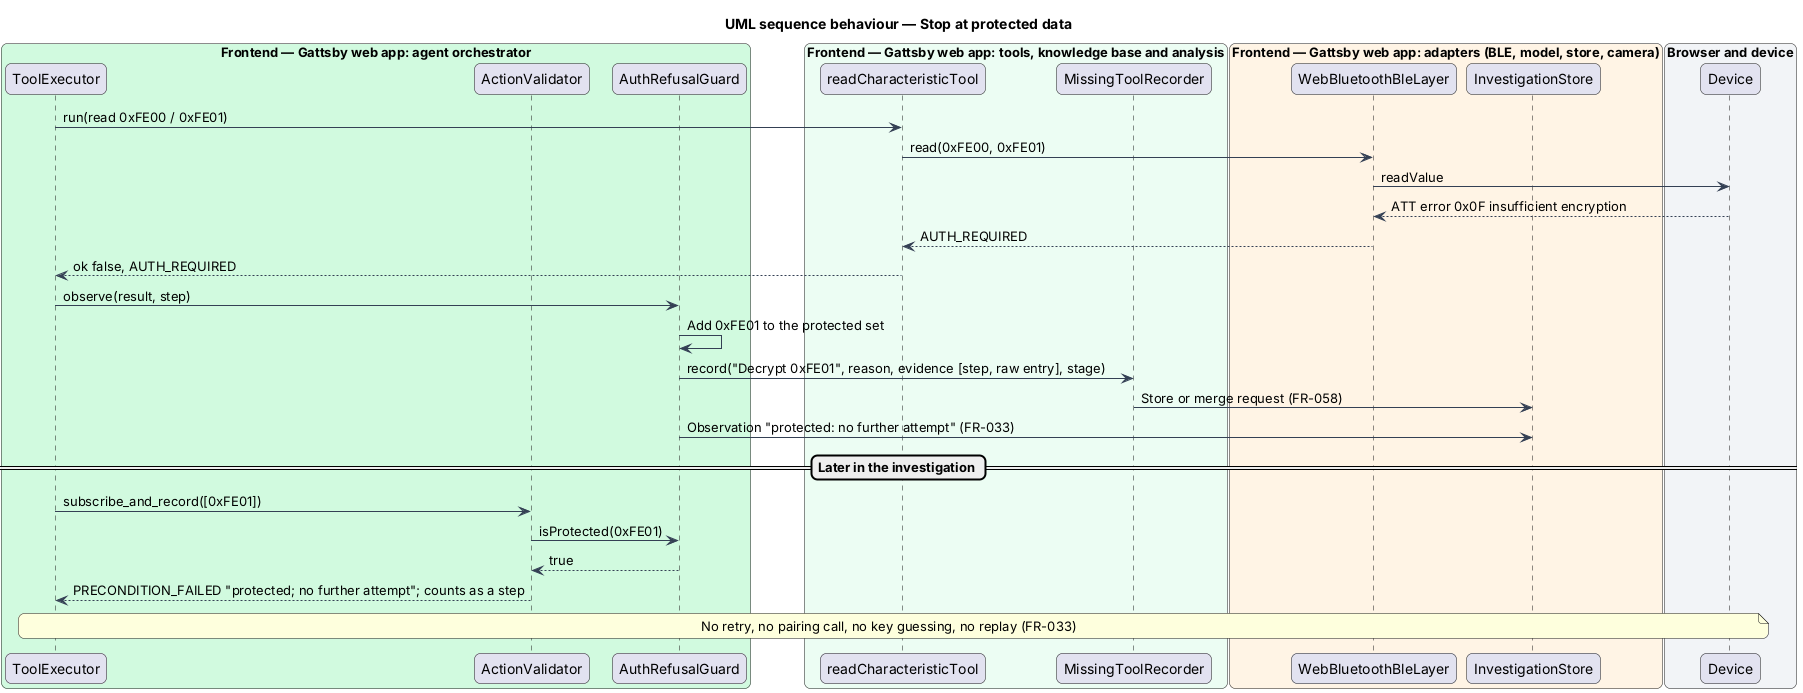 UML sequence behaviour — Stop at protected data
Frontend — Gattsby web app: agent orchestrator
Frontend — Gattsby web app: tools, knowledge base and analysis
Frontend — Gattsby web app: adapters (BLE, model, store, camera)
Browser and device
ToolExecutor
ActionValidator
AuthRefusalGuard
readCharacteristicTool
MissingToolRecorder
WebBluetoothBleLayer
InvestigationStore
Device
run(read 0xFE00 / 0xFE01)
read(0xFE00, 0xFE01)
readValue
ATT error 0x0F insufficient encryption
AUTH_REQUIRED
ok false, AUTH_REQUIRED
observe(result, step)
Add 0xFE01 to the protected set
record("Decrypt 0xFE01", reason, evidence [step, raw entry], stage)
Store or merge request (FR-058)
Observation "protected: no further attempt" (FR-033)
Later in the investigation
subscribe_and_record([0xFE01])
isProtected(0xFE01)
true
PRECONDITION_FAILED "protected; no further attempt"; counts as a step
No retry, no pairing call, no key guessing, no replay (FR-033)
ToolExecutor
ActionValidator
AuthRefusalGuard
readCharacteristicTool
MissingToolRecorder
WebBluetoothBleLayer
InvestigationStore
Device